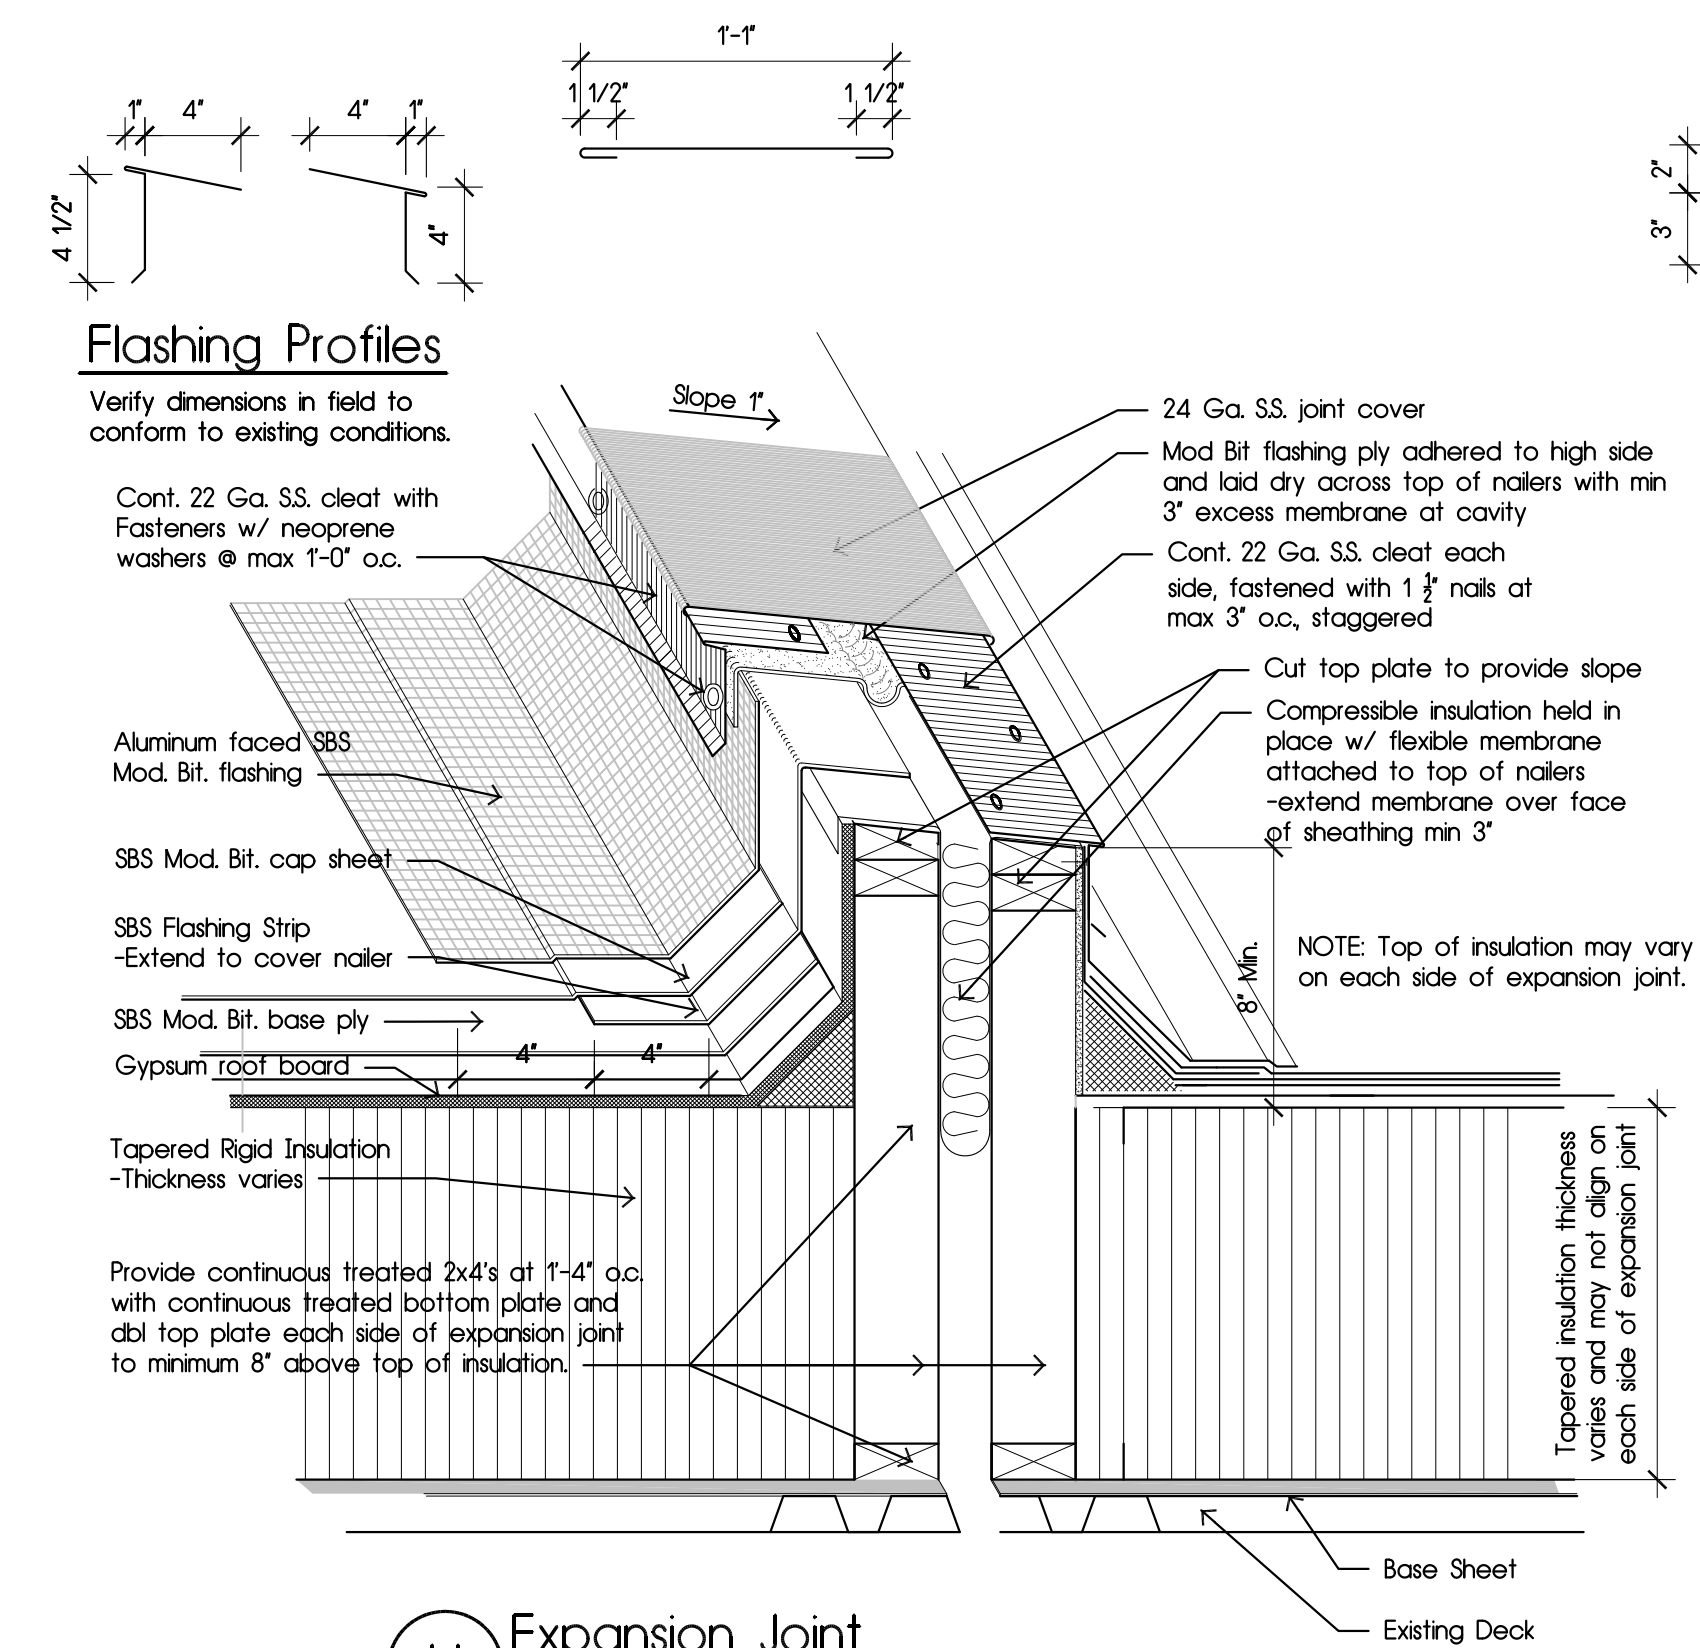 1'-1"
1 1/2" 1 1/2"
1" 4" 4" 1"
4 1/2"
4"
2"
3"
Flashing Profiles
Verify dimensions in field to
conform to existing conditions.
Slope 1"
Cont. 22 Ga. S.S. cleat with
Fasteners w/ neoprene
washers @ max 1'-0" o.c.
Aluminum faced SBS
Mod. Bit. flashing
SBS Mod. Bit. cap sheet
SBS Flashing Strip
-Extend to cover nailer
SBS Mod. Bit. base ply
4" 4"
Gypsum roof board
Tapered Rigid Insulation
-Thickness varies
Provide continuous treated 2x4's at 1'-4" o.c.
with continuous treated bottom plate and
dbl top plate each side of expansion joint
to minimum 8" above top of insulation.
24 Ga. S.S. joint cover
Mod Bit flashing ply adhered to high side
and laid dry across top of nailers with min
3" excess membrane at cavity
Cont. 22 Ga. S.S. cleat each
side, fastened with 1 1/2" nails at
max 3" o.c., staggered
Cut top plate to provide slope
Compressible insulation held in
place w/ flexible membrane
attached to top of nailers
-extend membrane over face
of sheathing min 3"
8" Min.
NOTE: Top of insulation may vary
on each side of expansion joint.
Tapered insulation thickness
varies and may not align on
each side of expansion joint
Base Sheet
Existing Deck
Expansion Joint